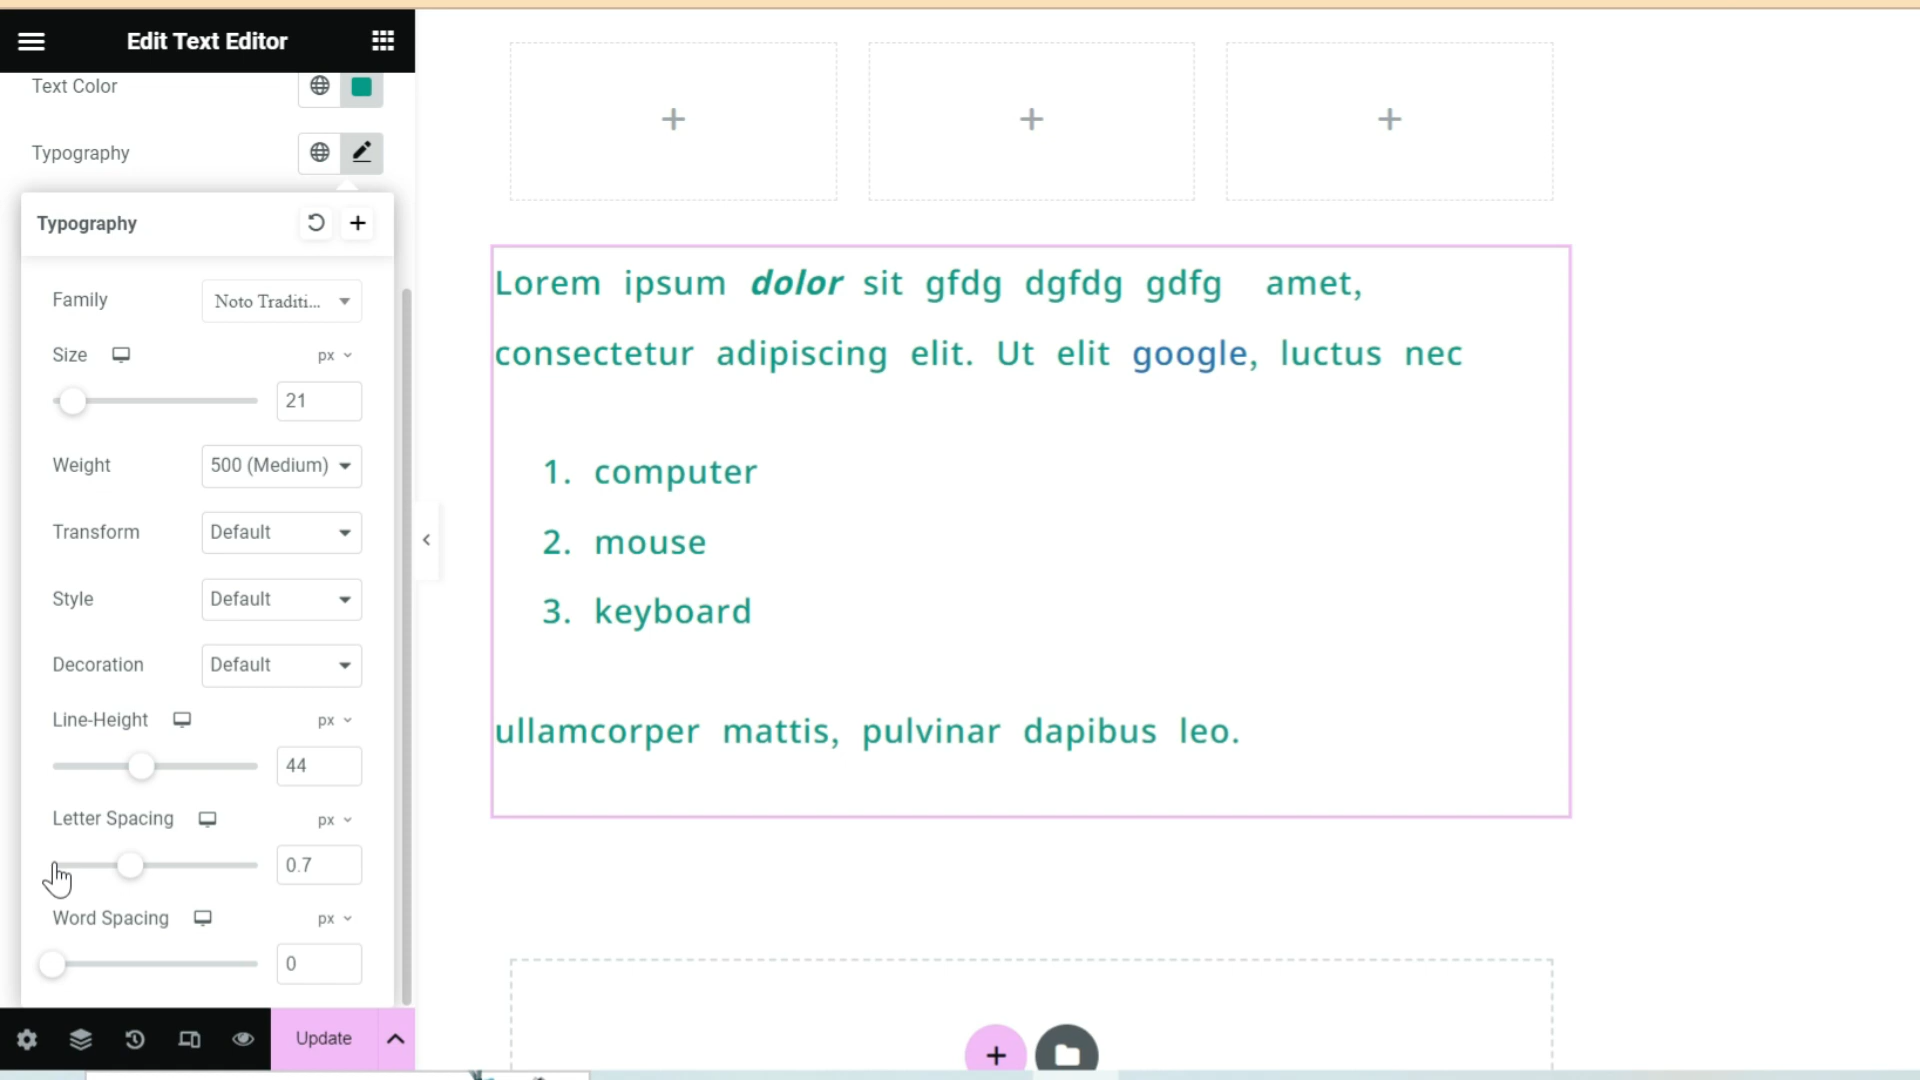 Edit Text Editor
Text Color
Typography
Typography
Family Noto Traditi...
Size px
21
Weight 500 (Medium)
Transform Default
Style Default
Decoration Default
Line-Height px
44
Letter Spacing px
0.7
Word Spacing px
0
Update
Lorem ipsum dolor sit gfdg dgfdg gdfg amet,
consectetur adipiscing elit. Ut elit google, luctus nec
1. computer
2. mouse
3. keyboard
ullamcorper mattis, pulvinar dapibus leo.